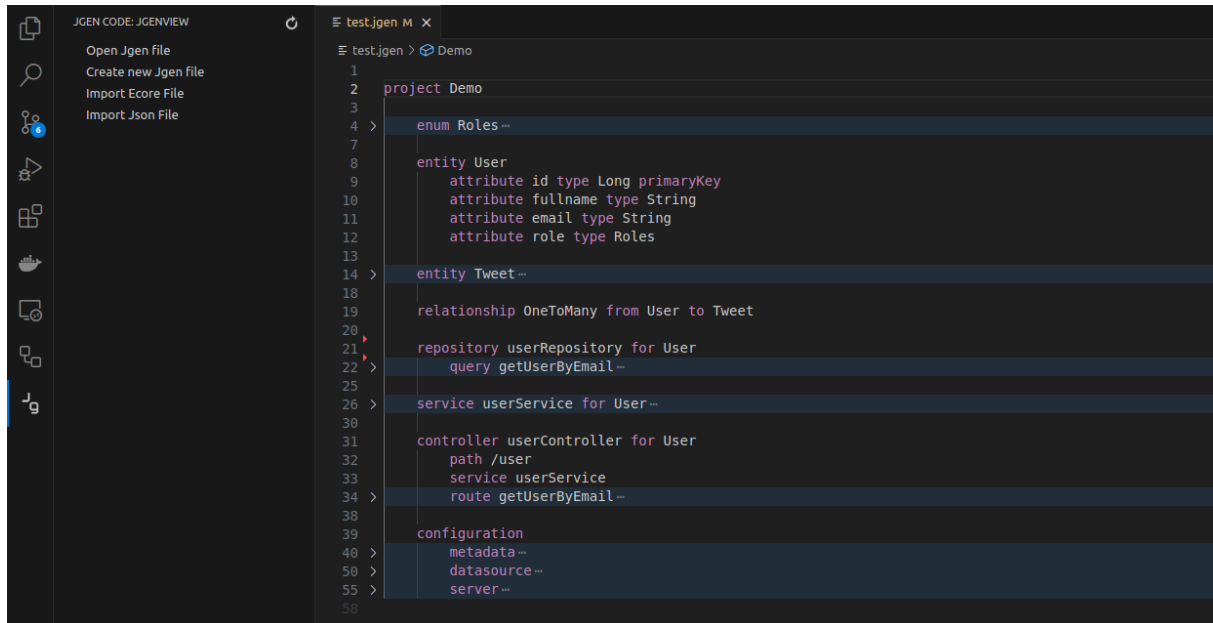 JGEN CODE: JGENVIEW
Open Jgen file
Create new Jgen file
Import Ecore File
Import Json File
6
g
test.jgen M
test.jgen > Demo
1
2 project Demo
3
4 > enum Roles…
7
8 entity User
9 attribute id type Long primaryKey
10 attribute fullname type String
11 attribute email type String
12 attribute role type Roles
13
14 > entity Tweet…
18
19 relationship OneToMany from User to Tweet
20
21 repository userRepository for User
22 > query getUserByEmail…
25
26 > service userService for User…
30
31 controller userController for User
32 path /user
33 service userService
34 > route getUserByEmail…
38
39 configuration
40 > metadata…
50 > datasource…
55 > server…
58